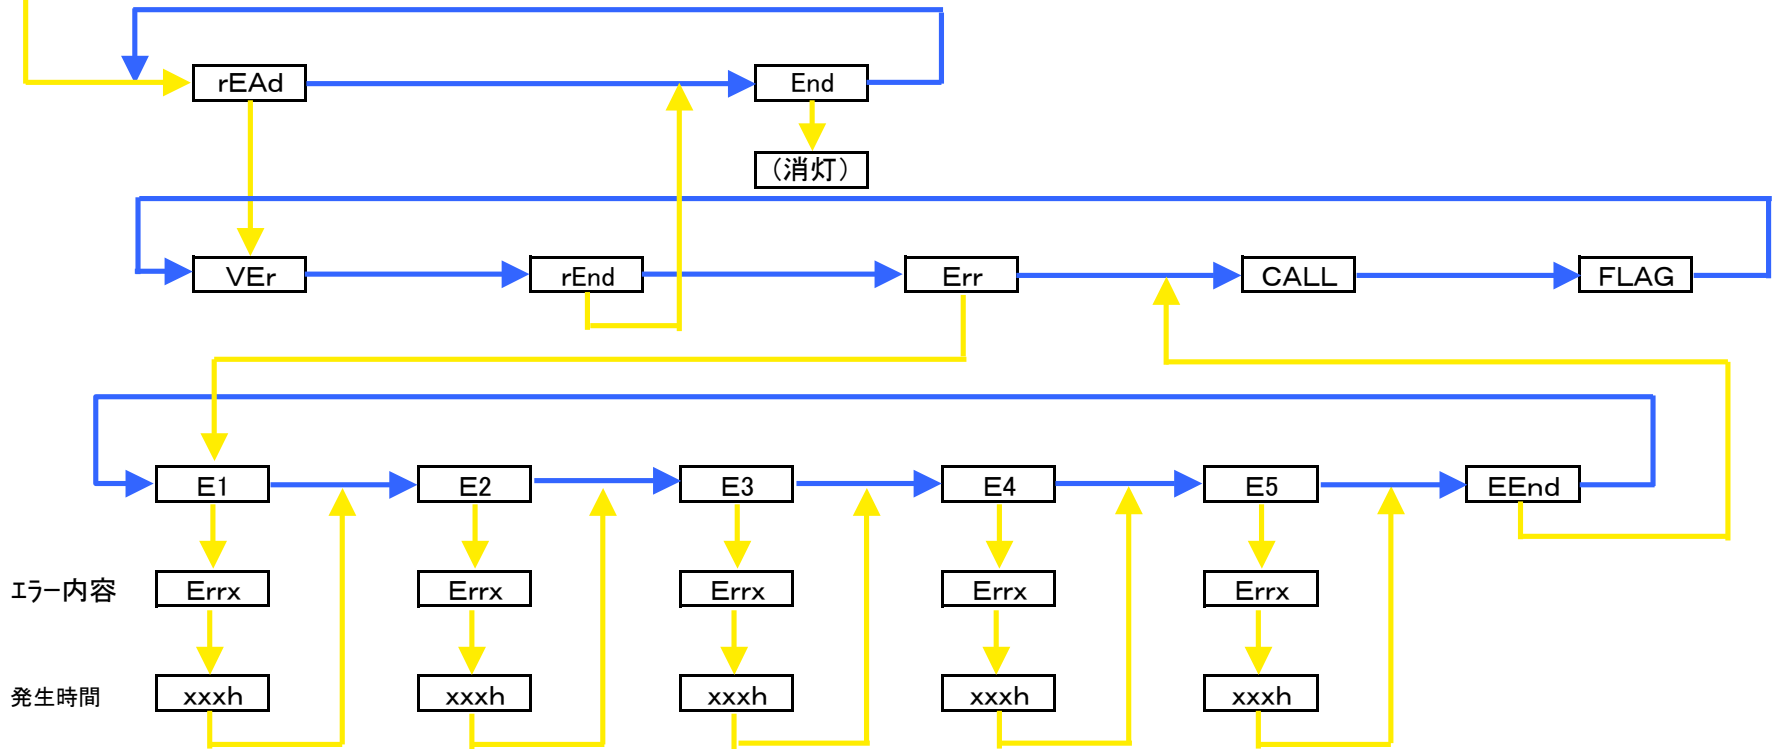 rEAd
End
(消灯)
VEr
rEnd
Err
CALL
FLAG
E1
E2
E3
E4
E5
EEnd
エラー内容
Errx
Errx
Errx
Errx
Errx
発生時間
xxxh
xxxh
xxxh
xxxh
xxxh